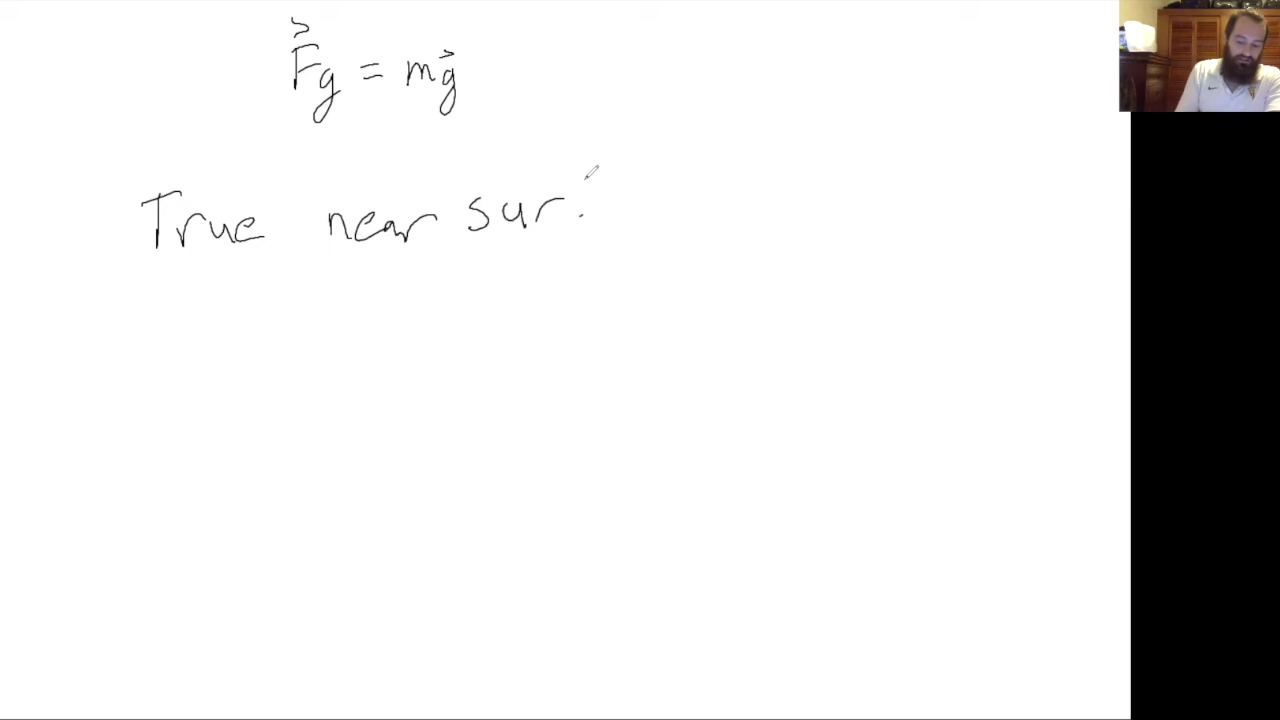 F⃗g = mg⃗
True near sur